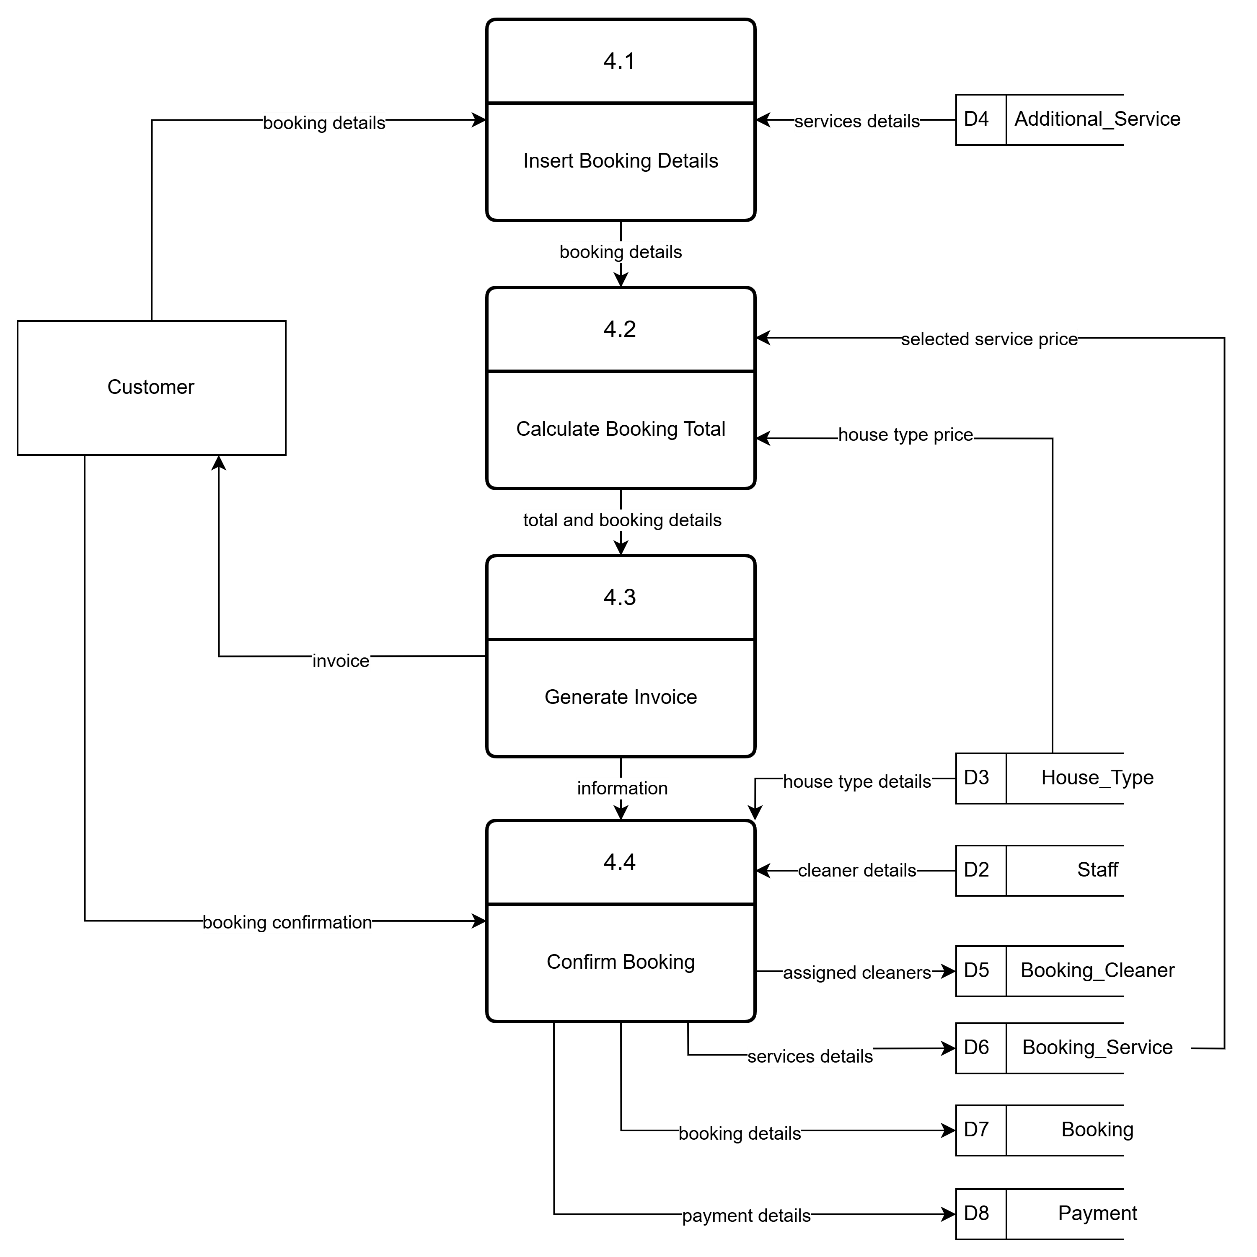 4.1
booking details
services details
D4
Additional_Service
Insert Booking Details
booking details
4.2
selected service price
Customer
Calculate Booking Total
house type price
total and booking details
4.3
invoice
Generate Invoice
information
house type details
D3
House_Type
4.4
cleaner details
D2
Staff
booking confirmation
Confirm Booking
assigned cleaners
D5
Booking_Cleaner
services details
D6
Booking_Service
booking details
D7
Booking
payment details
D8
Payment